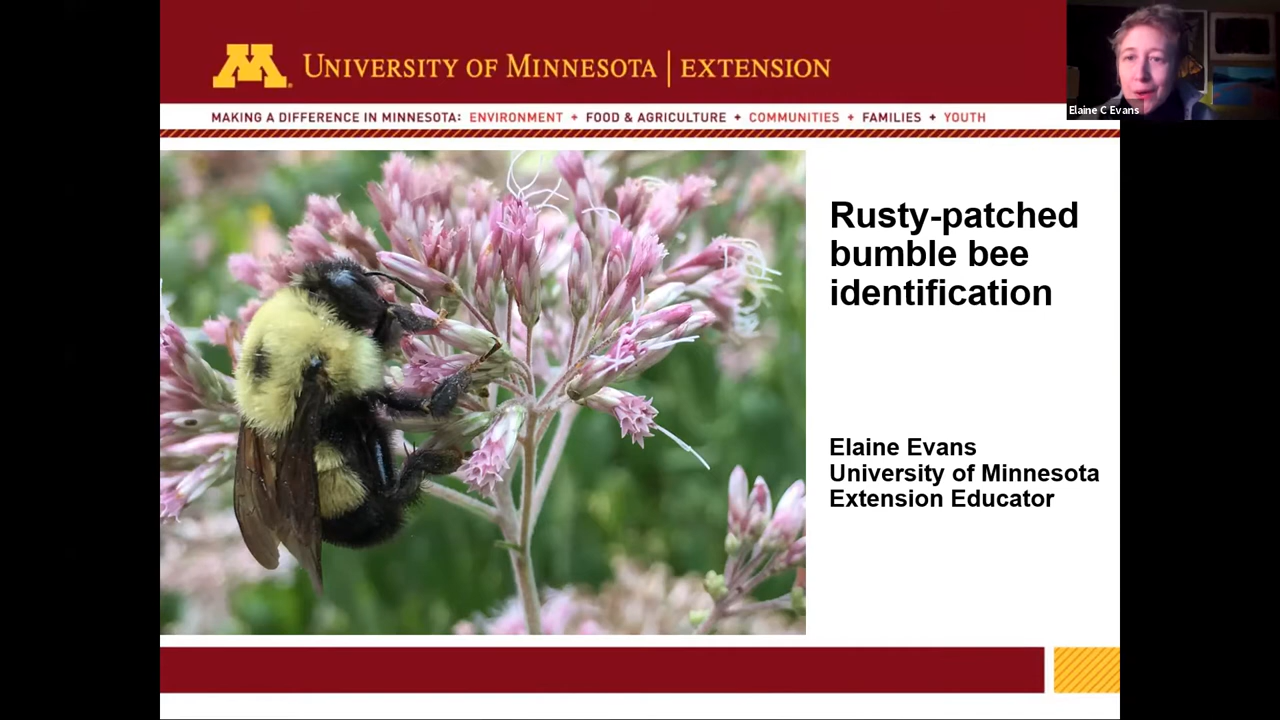 M
UNIVERSITY OF MINNESOTA | EXTENSION
Elaine C Evans
MAKING A DIFFERENCE IN MINNESOTA: ENVIRONMENT + FOOD & AGRICULTURE + COMMUNITIES + FAMILIES + YOUTH
Rusty-patched
bumble bee
identification
Elaine Evans
University of Minnesota
Extension Educator